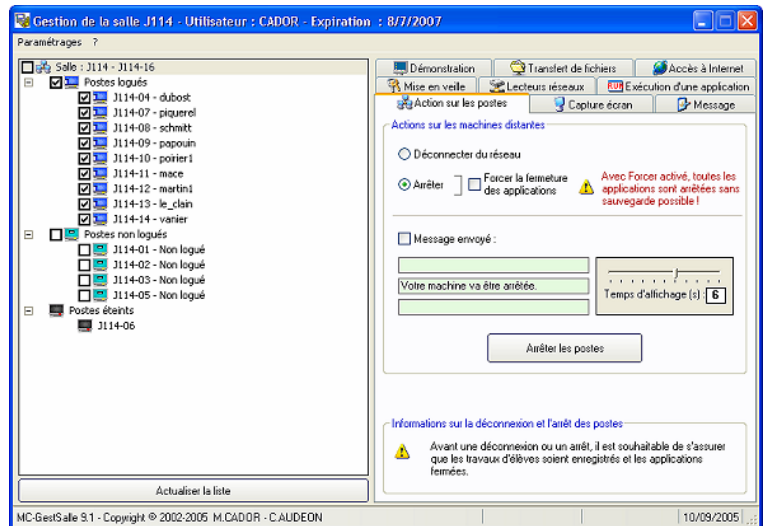 Gestion de la salle J114 - Utilisateur : CADOR - Expiration : 8/7/2007
Paramétrages ?
Salle : J114 - J114-16
Postes logués
J114-04 - dubost
J114-07 - piquerel
J114-08 - schmitt
J114-09 - papouin
J114-10 - poirier1
J114-11 - mace
J114-12 - martin1
J114-13 - le_clain
J114-14 - vanier
Postes non logués
J114-01 - Non logué
J114-02 - Non logué
J114-03 - Non logué
J114-05 - Non logué
Postes éteints
J114-06
Actualiser la liste
Démonstration Transfert de fichiers Accès à Internet
Mise en veille Lecteurs réseaux RUN Exécution d'une application
Action sur les postes Capture écran Message
Actions sur les machines distantes
Déconnecter du réseau
Arrêter
Forcer la fermeture
des applications
Avec Forcer activé, toutes les
applications sont arrêtées sans
sauvegarde possible !
Message envoyé :
Votre machine va être arrêtée.
Temps d'affichage (s) : 6
Arrêter les postes
Informations sur la déconnexion et l'arrêt des postes
Avant une déconnexion ou un arrêt, il est souhaitable de s'assurer
que les travaux d'élèves soient enregistrés et les applications
fermées.
MC-GestSalle 9.1 - Copyright © 2002-2005 M.CADOR - C.AUDEON
10/09/2005